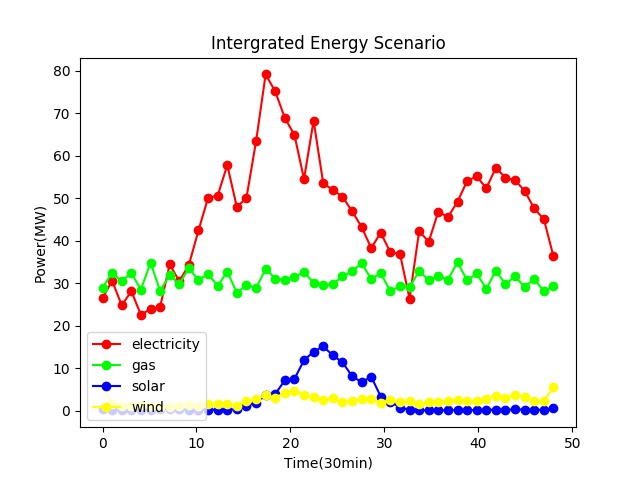 Intergrated Energy Scenario
Power(MW)
80
70
60
50
40
30
20
10
0
electricity
gas
solar
wind
0 10 20 30 40 50
Time(30min)